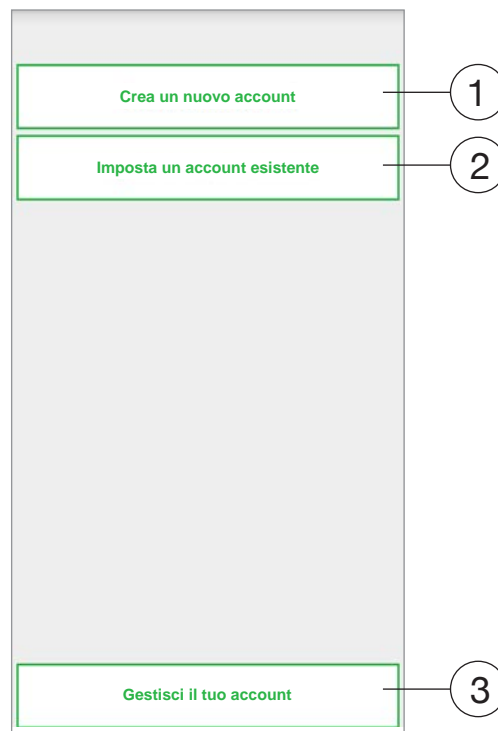 Crea un nuovo account
1
Imposta un account esistente
2
Gestisci il tuo account
3